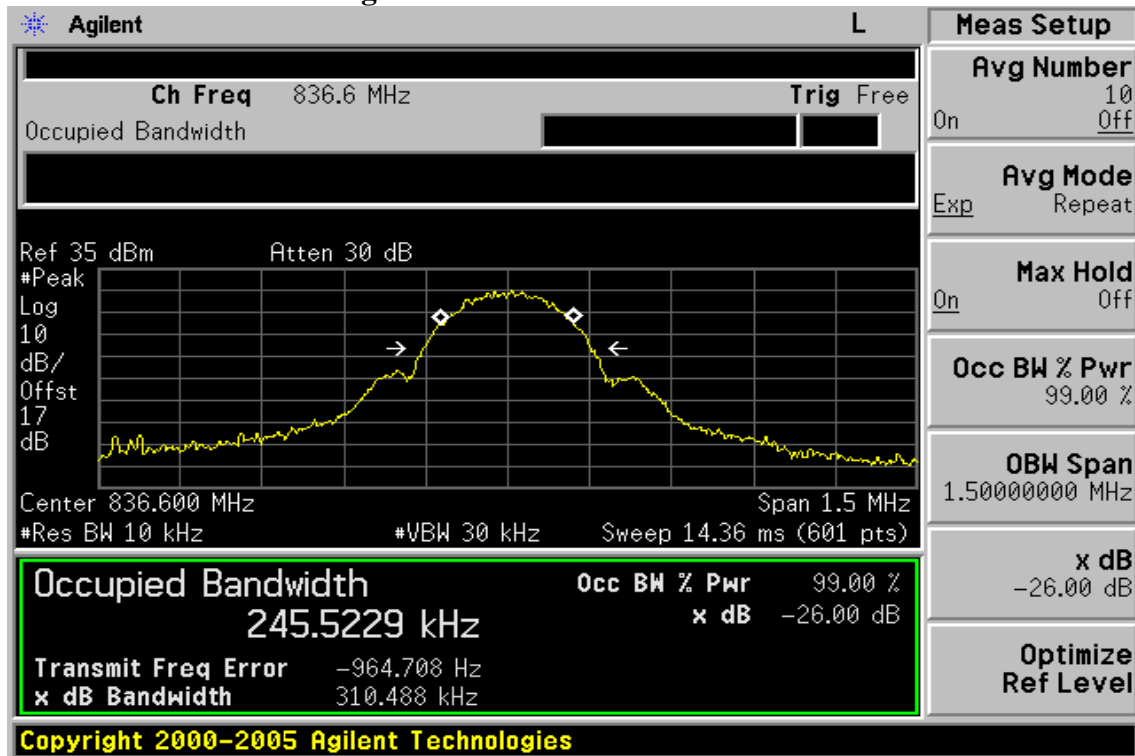 Agilent L Meas Setup
Avg Number
10
On Off
Ch Freq 836.6 MHz Trig Free
Occupied Bandwidth
Avg Mode
Exp Repeat
Ref 35 dBm Atten 30 dB
Max Hold
On Off
#Peak
Log
10
dB/
Offst
17
dB
Occ BW % Pwr
99.00 %
OBW Span
1.50000000 MHz
Center 836.600 MHz Span 1.5 MHz
#Res BW 10 kHz #VBW 30 kHz Sweep 14.36 ms (601 pts)
x dB
-26.00 dB
Occupied Bandwidth Occ BW % Pwr 99.00 %
245.5229 kHz x dB -26.00 dB
Optimize
Ref Level
Transmit Freq Error -964.708 Hz
x dB Bandwidth 310.488 kHz
Copyright 2000-2005 Agilent Technologies